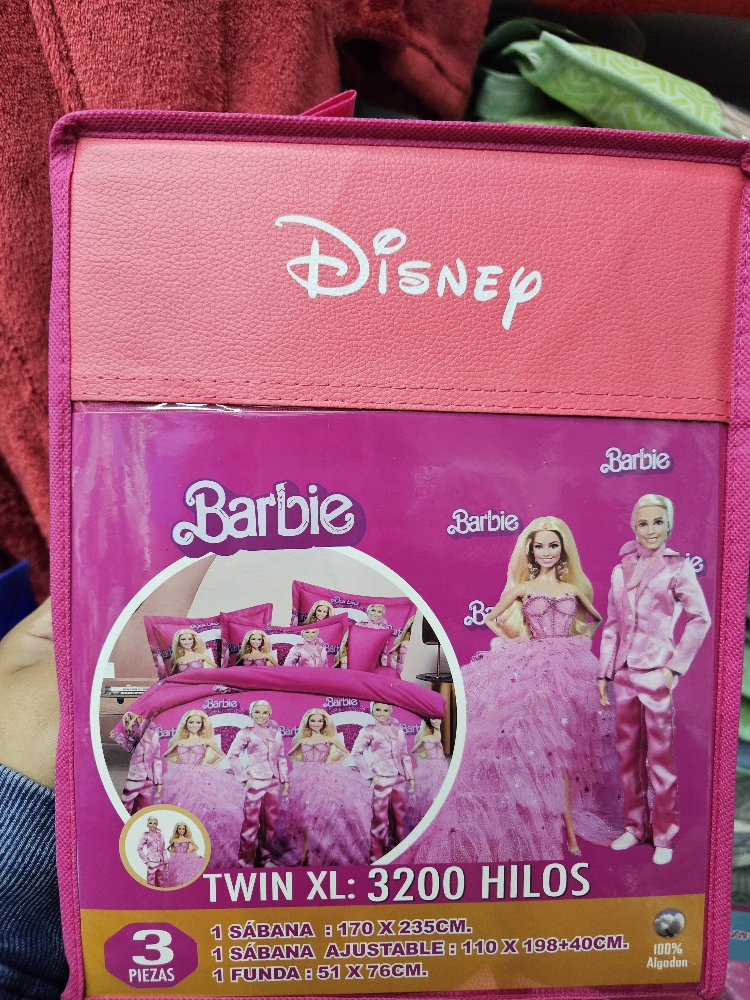 Disney
Barbie
Barbie
Barbie
TWIN XL: 3200 HILOS
3
PIEZAS
1 SÁBANA : 170 X 235CM.
1 SÁBANA AJUSTABLE : 110 X 198+40CM.
1 FUNDA : 51 X 76CM.
100%
Algodon